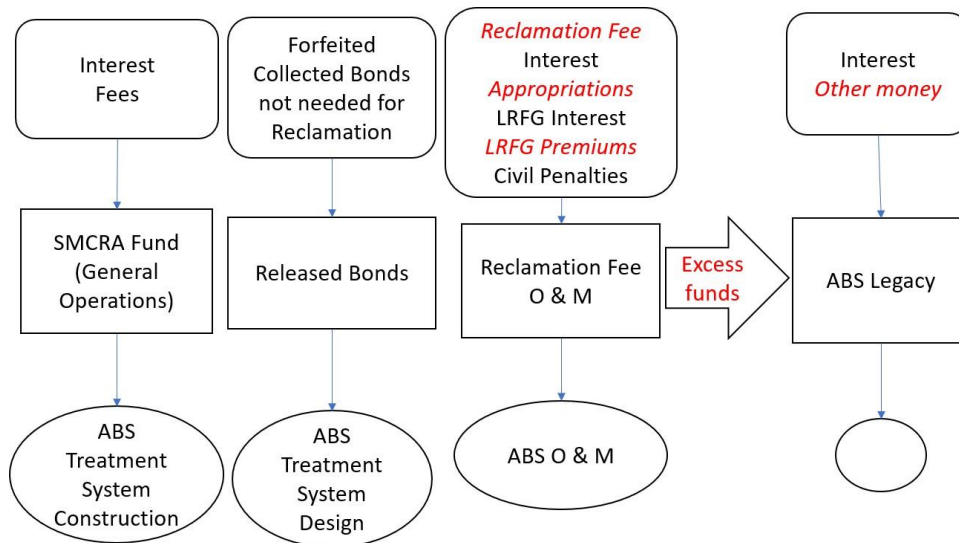 Interest
Fees
Forfeited
Collected Bonds
not needed for
Reclamation
Reclamation Fee
Interest
Appropriations
LRFG Interest
LRFG Premiums
Civil Penalties
Interest
Other money
SMCRA Fund
(General
Operations)
Released Bonds
Reclamation Fee
O & M
Excess
funds
ABS Legacy
ABS
Treatment
System
Construction
ABS
Treatment
System
Design
ABS O & M